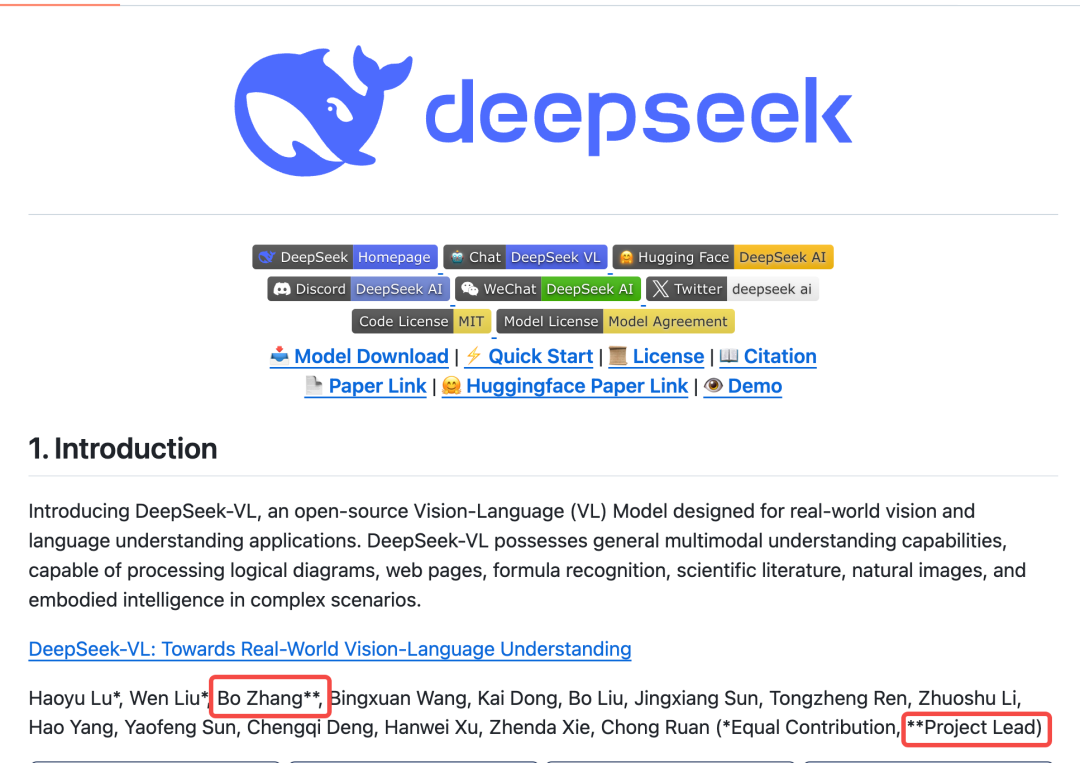 deepseek
DeepSeek Homepage Chat DeepSeek VL Hugging Face DeepSeek AI
Discord DeepSeek AI WeChat DeepSeek AI Twitter deepseek ai
Code License MIT Model License Model Agreement
Model Download | Quick Start | License | Citation
Paper Link | Huggingface Paper Link | Demo
1. Introduction
Introducing DeepSeek-VL, an open-source Vision-Language (VL) Model designed for real-world vision and
language understanding applications. DeepSeek-VL possesses general multimodal understanding capabilities,
capable of processing logical diagrams, web pages, formula recognition, scientific literature, natural images, and
embodied intelligence in complex scenarios.
DeepSeek-VL: Towards Real-World Vision-Language Understanding
Haoyu Lu*, Wen Liu*, Bo Zhang**, Bingxuan Wang, Kai Dong, Bo Liu, Jingxiang Sun, Tongzheng Ren, Zhuoshu Li,
Hao Yang, Yaofeng Sun, Chengqi Deng, Hanwei Xu, Zhenda Xie, Chong Ruan (*Equal Contribution, **Project Lead)